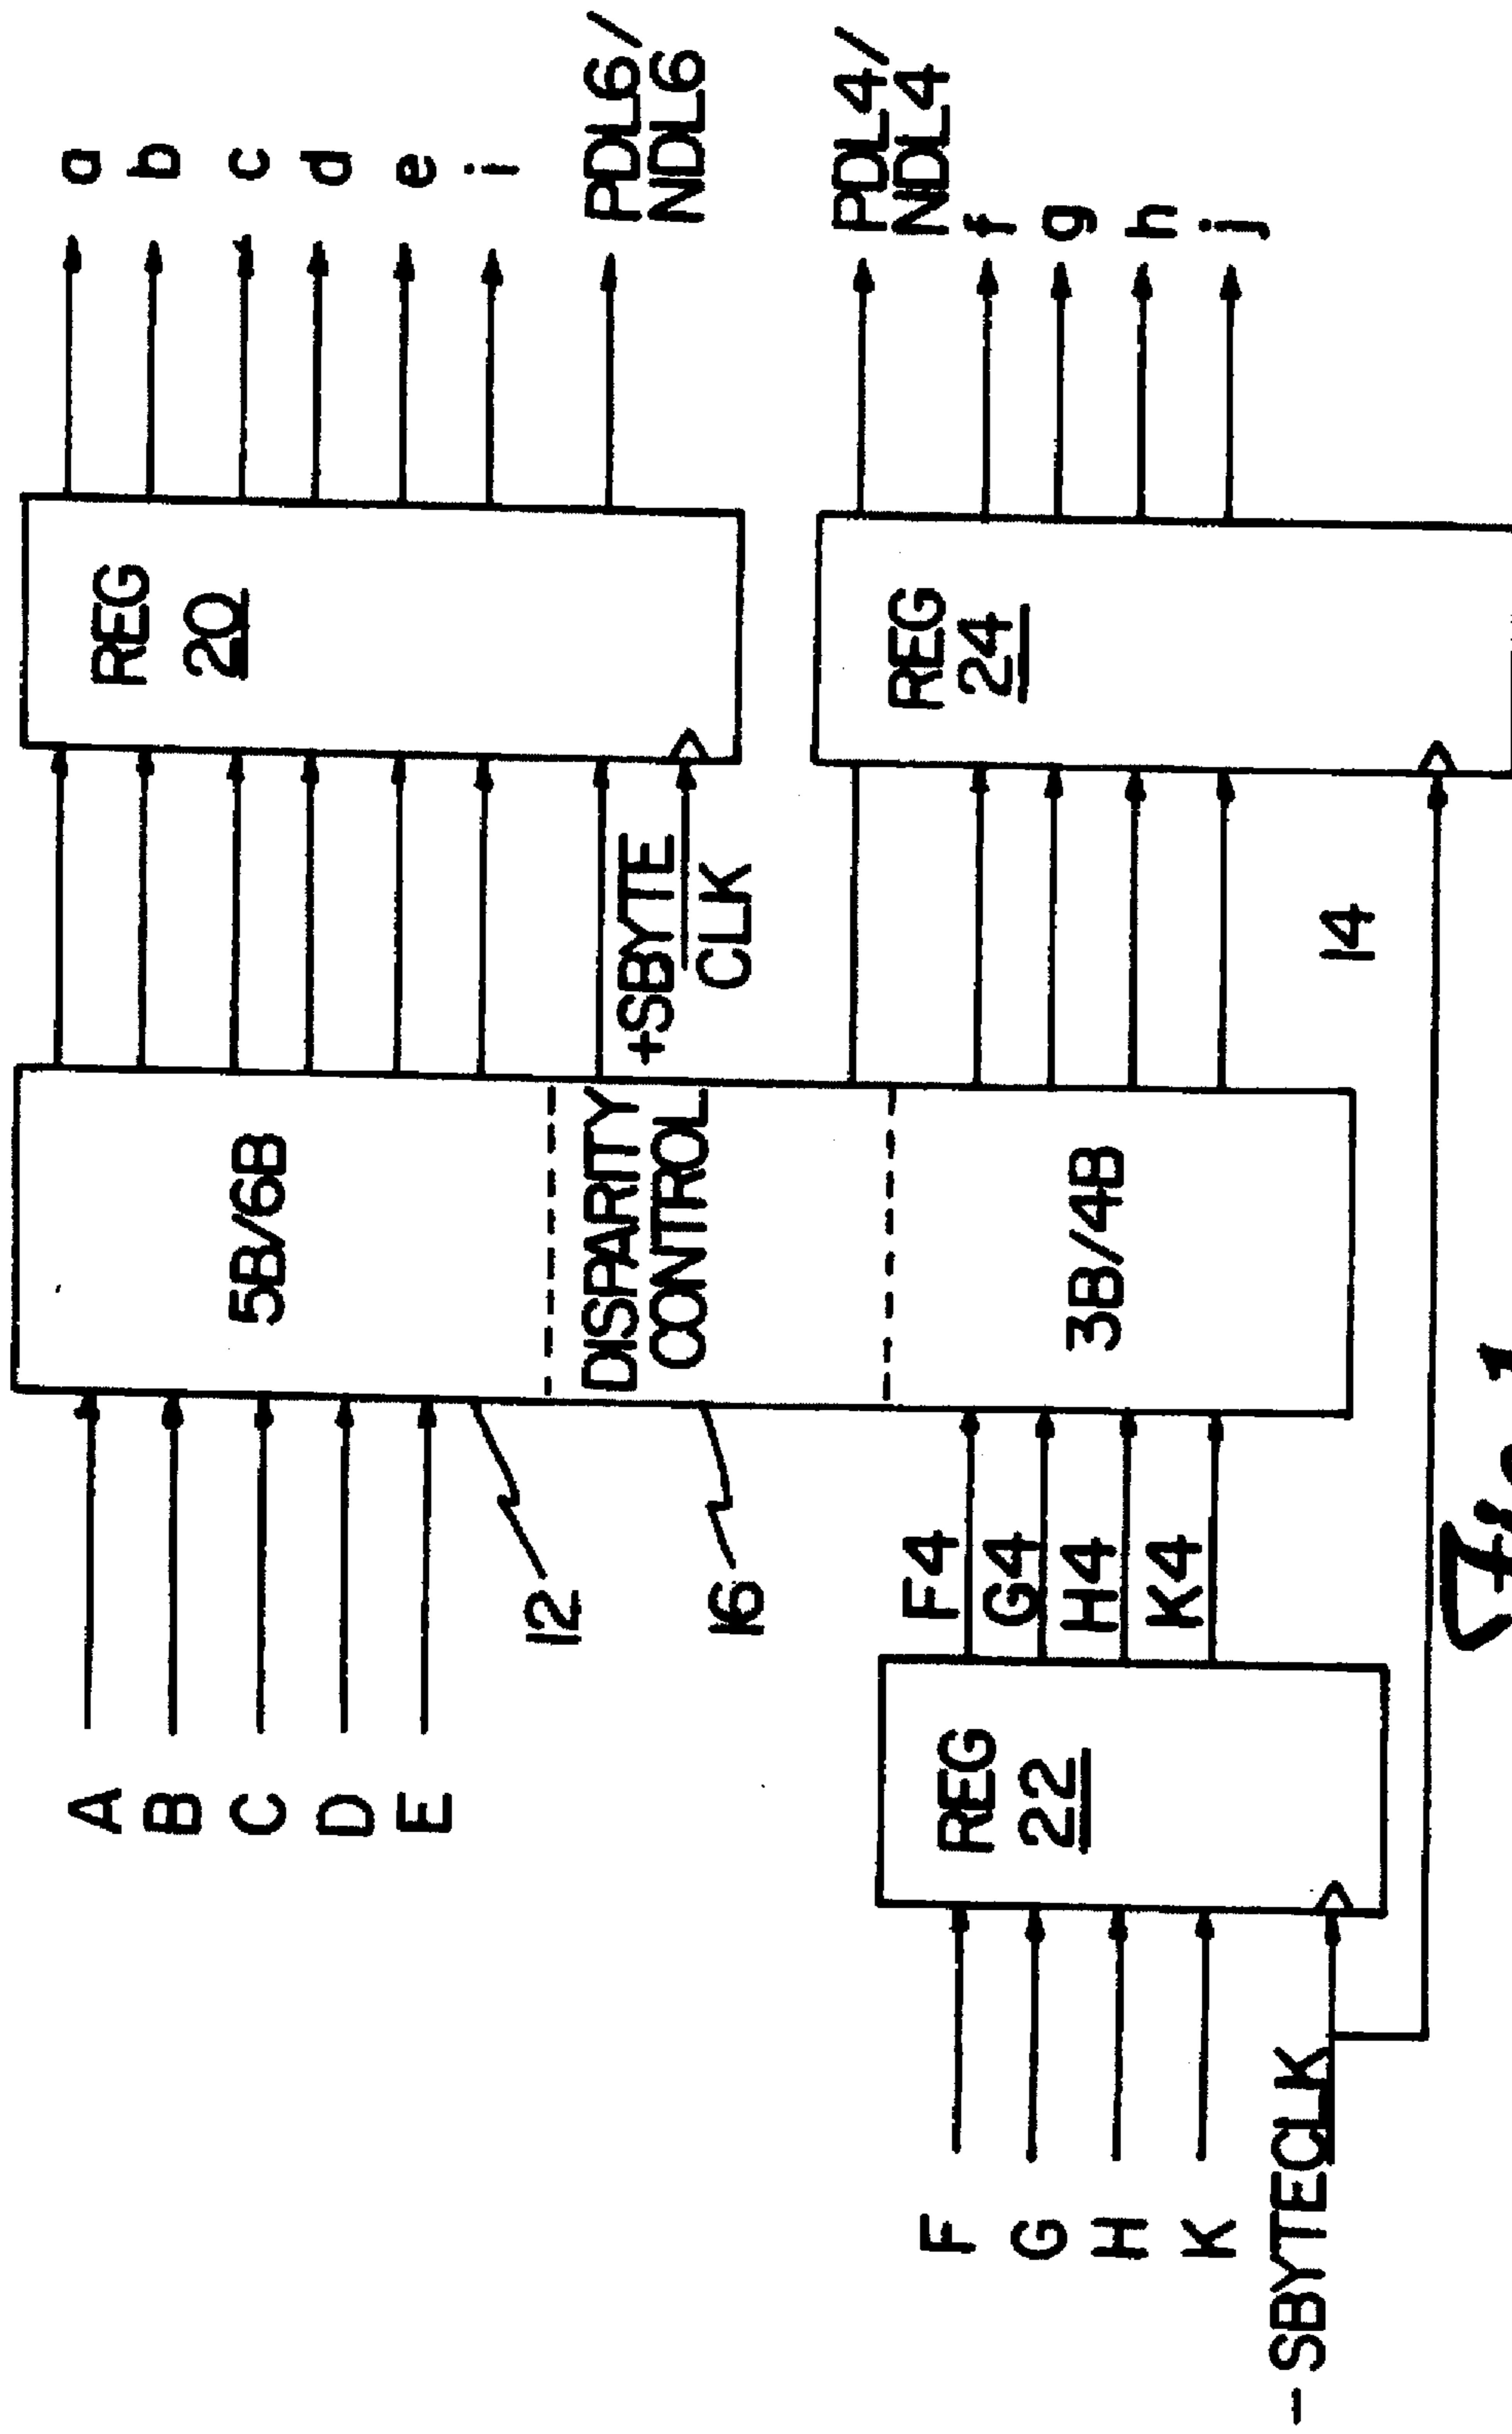 A
B
C
D
E
12
16
5B/6B
DISPARITY
CONTROL
3B/4B
+SBYTE
CLK
REG
20
a
b
c
d
e
i
PDL6/
NDL6
F
G
H
K
- SBYTECLK
REG
22
F4
G4
H4
K4
14
REG
24
PDL4/
NDL4
f
g
h
j